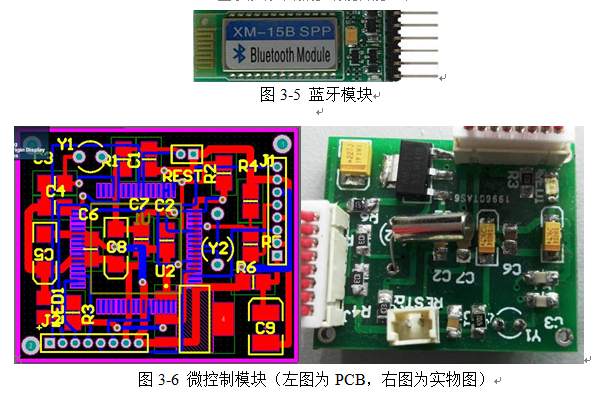 XM-15B SPP
Bluetooth Module
图 3-5 蓝牙模块
Y1
C3
R1
C1
REST
R2
R4
J1
C4
C6
C7
C2
C5
C8
Y2
U2
R6
LED1
R3
C9
R3
LED1
199601A56
R5
C7
C2
C6
R4
REST
C3
Y1
图 3-6 微控制模块（左图为 PCB，右图为实物图）